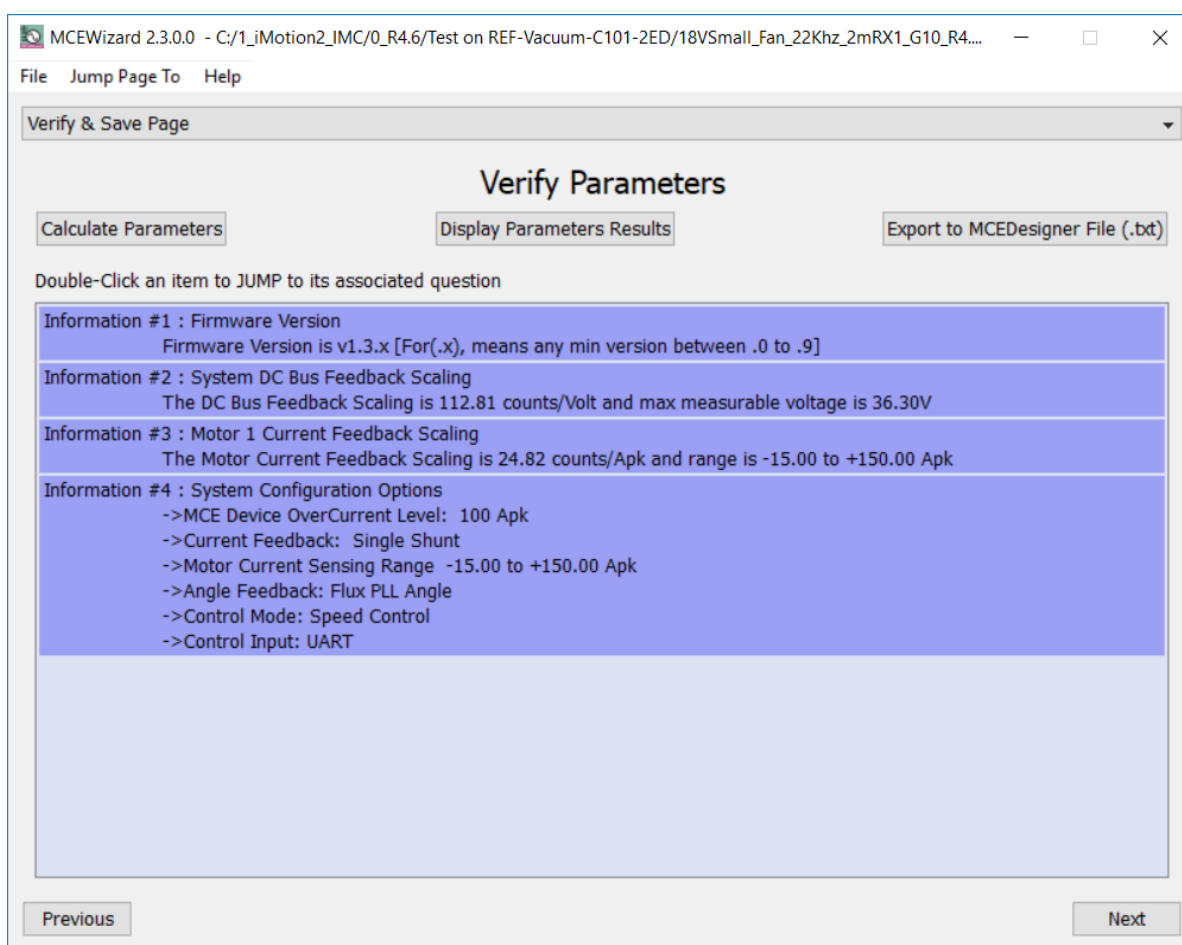 MCEWizard 2.3.0.0 - C:/1_iMotion2_IMC/0_R4.6/Test on REF-Vacuum-C101-2ED/18VSmall_Fan_22Khz_2mRX1_G10_R4....
File Jump Page To Help
Verify & Save Page
Verify Parameters
Calculate Parameters Display Parameters Results Export to MCEDesigner File (.txt)
Double-Click an item to JUMP to its associated question
Information #1 : Firmware Version
Firmware Version is v1.3.x [For(.x), means any min version between .0 to .9]
Information #2 : System DC Bus Feedback Scaling
The DC Bus Feedback Scaling is 112.81 counts/Volt and max measurable voltage is 36.30V
Information #3 : Motor 1 Current Feedback Scaling
The Motor Current Feedback Scaling is 24.82 counts/Apk and range is -15.00 to +150.00 Apk
Information #4 : System Configuration Options
->MCE Device OverCurrent Level: 100 Apk
->Current Feedback: Single Shunt
->Motor Current Sensing Range -15.00 to +150.00 Apk
->Angle Feedback: Flux PLL Angle
->Control Mode: Speed Control
->Control Input: UART
Previous Next